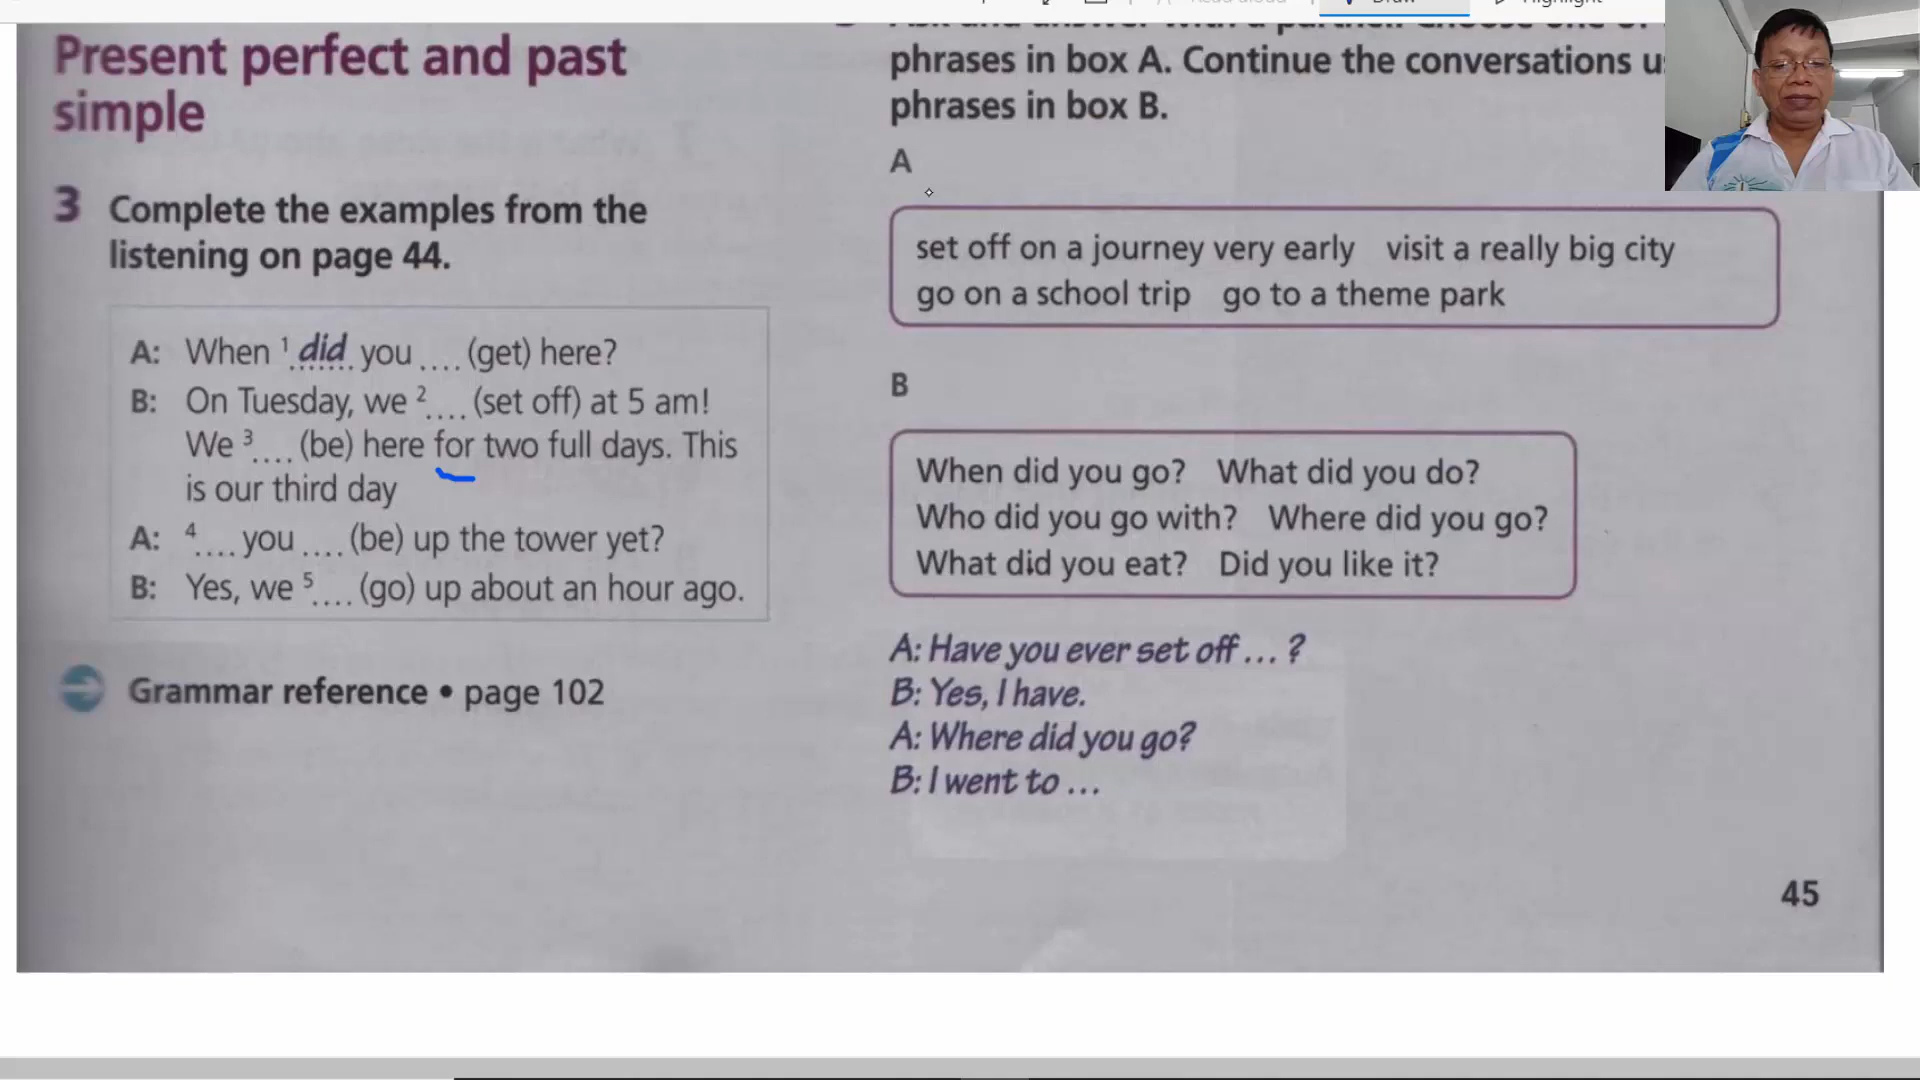 Draw
Highlight
Present perfect and past
simple
3 Complete the examples from the
listening on page 44.
A: When ¹ did you .... (get) here?
B: On Tuesday, we ² .... (set off) at 5 am!
We ³ .... (be) here for two full days. This
is our third day
A: ⁴ .... you .... (be) up the tower yet?
B: Yes, we ⁵ .... (go) up about an hour ago.
Grammar reference • page 102
phrases in box A. Continue the conversations u
phrases in box B.
A
set off on a journey very early visit a really big city
go on a school trip go to a theme park
B
When did you go? What did you do?
Who did you go with? Where did you go?
What did you eat? Did you like it?
A: Have you ever set off ... ?
B: Yes, I have.
A: Where did you go?
B: I went to ...
45